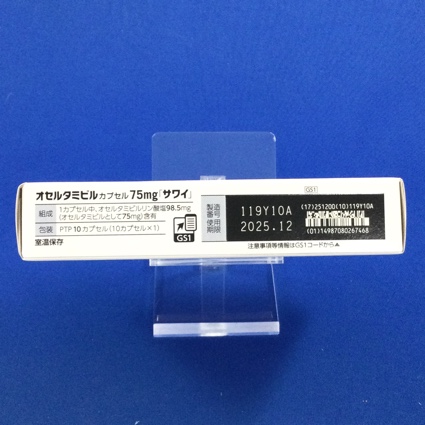 オセルタミビルカプセル75mg「サワイ」
組成
1カプセル中、オセルタミビルリン酸塩98.5mg
(オセルタミビルとして75mg)含有
包装
PTP 10カプセル(10カプセル×1)
室温保存
GS1
製造番号
119Y10A
使用期限
2025.12
GS1
(17)251200(10)119Y10A
(01)14987080267468
注意事項等情報はGS1コードから▲